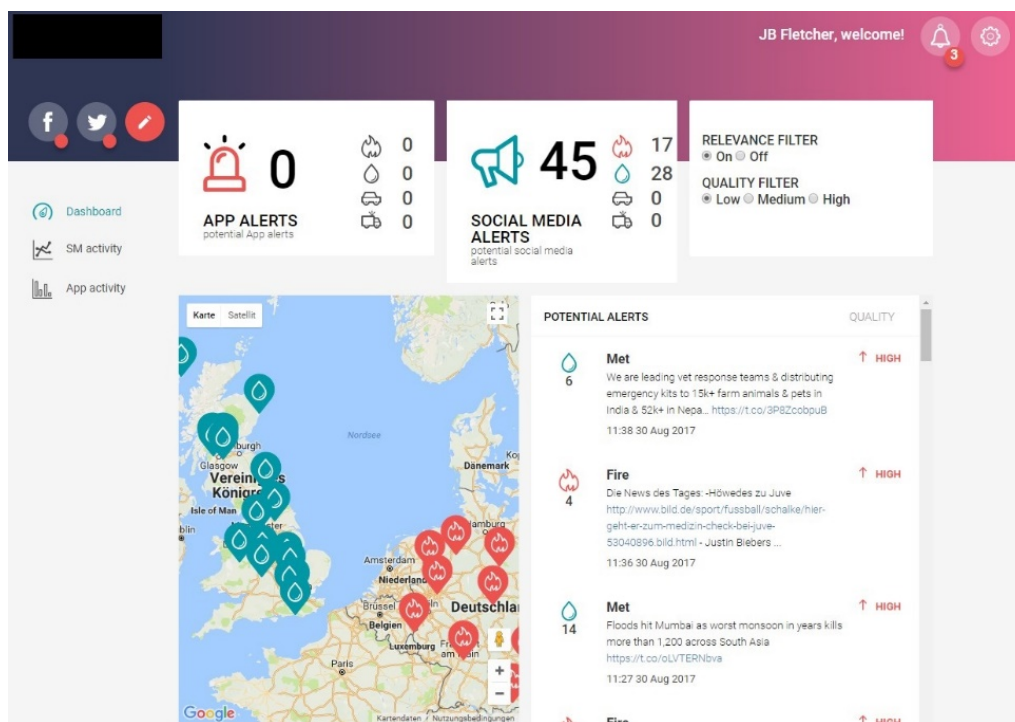 JB Fletcher, welcome!
3
Dashboard
SM activity
App activity
0
APP ALERTS
potential App alerts
0
0
0
0
45
SOCIAL MEDIA
ALERTS
potential social media
alerts
17
28
0
0
RELEVANCE FILTER
On Off
QUALITY FILTER
Low Medium High
Karte Satellit
Nordsee
burgh
Glasgow
Königr
Isle of Man
Dänemark
Hamburg
Amsterdam
Niederlan
Brüssel
Belgien
Deutschla
Luxemburg
am
Paris
Google
Kartendaten / Nutzungsbedingungen
POTENTIAL ALERTS QUALITY
6
Met
HIGH
We are leading vet response teams & distributing
emergency kits to 15k+ farm animals & pets in
India & 52k+ in Nepa... https://t.co/3P8ZcobpuB
11:38 30 Aug 2017
4
Fire
HIGH
Die News des Tages: -Höwedes zu Juve
http://www.bild.de/sport/fussball/schalke/hier-
geht-er-zum-medizin-check-bei-juve-
53040896.bild.html - Justin Biebers ...
11:36 30 Aug 2017
14
Met
HIGH
Floods hit Mumbai as worst monsoon in years kills
more than 1,200 across South Asia
https://t.co/oLVTERNbva
11:27 30 Aug 2017
Fire
HIGH